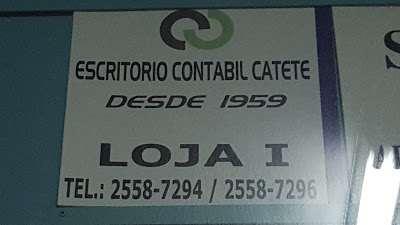 ESCRITORIO CONTABIL CATETE
DESDE 1959
LOJA I
TEL.: 2558-7294 / 2558-7296